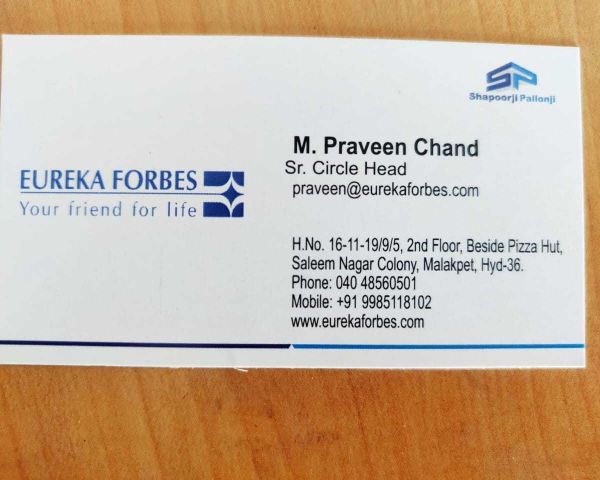 SP
Shapoorji Pallonji
M. Praveen Chand
Sr. Circle Head
praveen@eurekaforbes.com
EUREKA FORBES
Your friend for life
H.No. 16-11-19/9/5, 2nd Floor, Beside Pizza Hut,
Saleem Nagar Colony, Malakpet, Hyd-36.
Phone: 040 48560501
Mobile: +91 9985118102
www.eurekaforbes.com